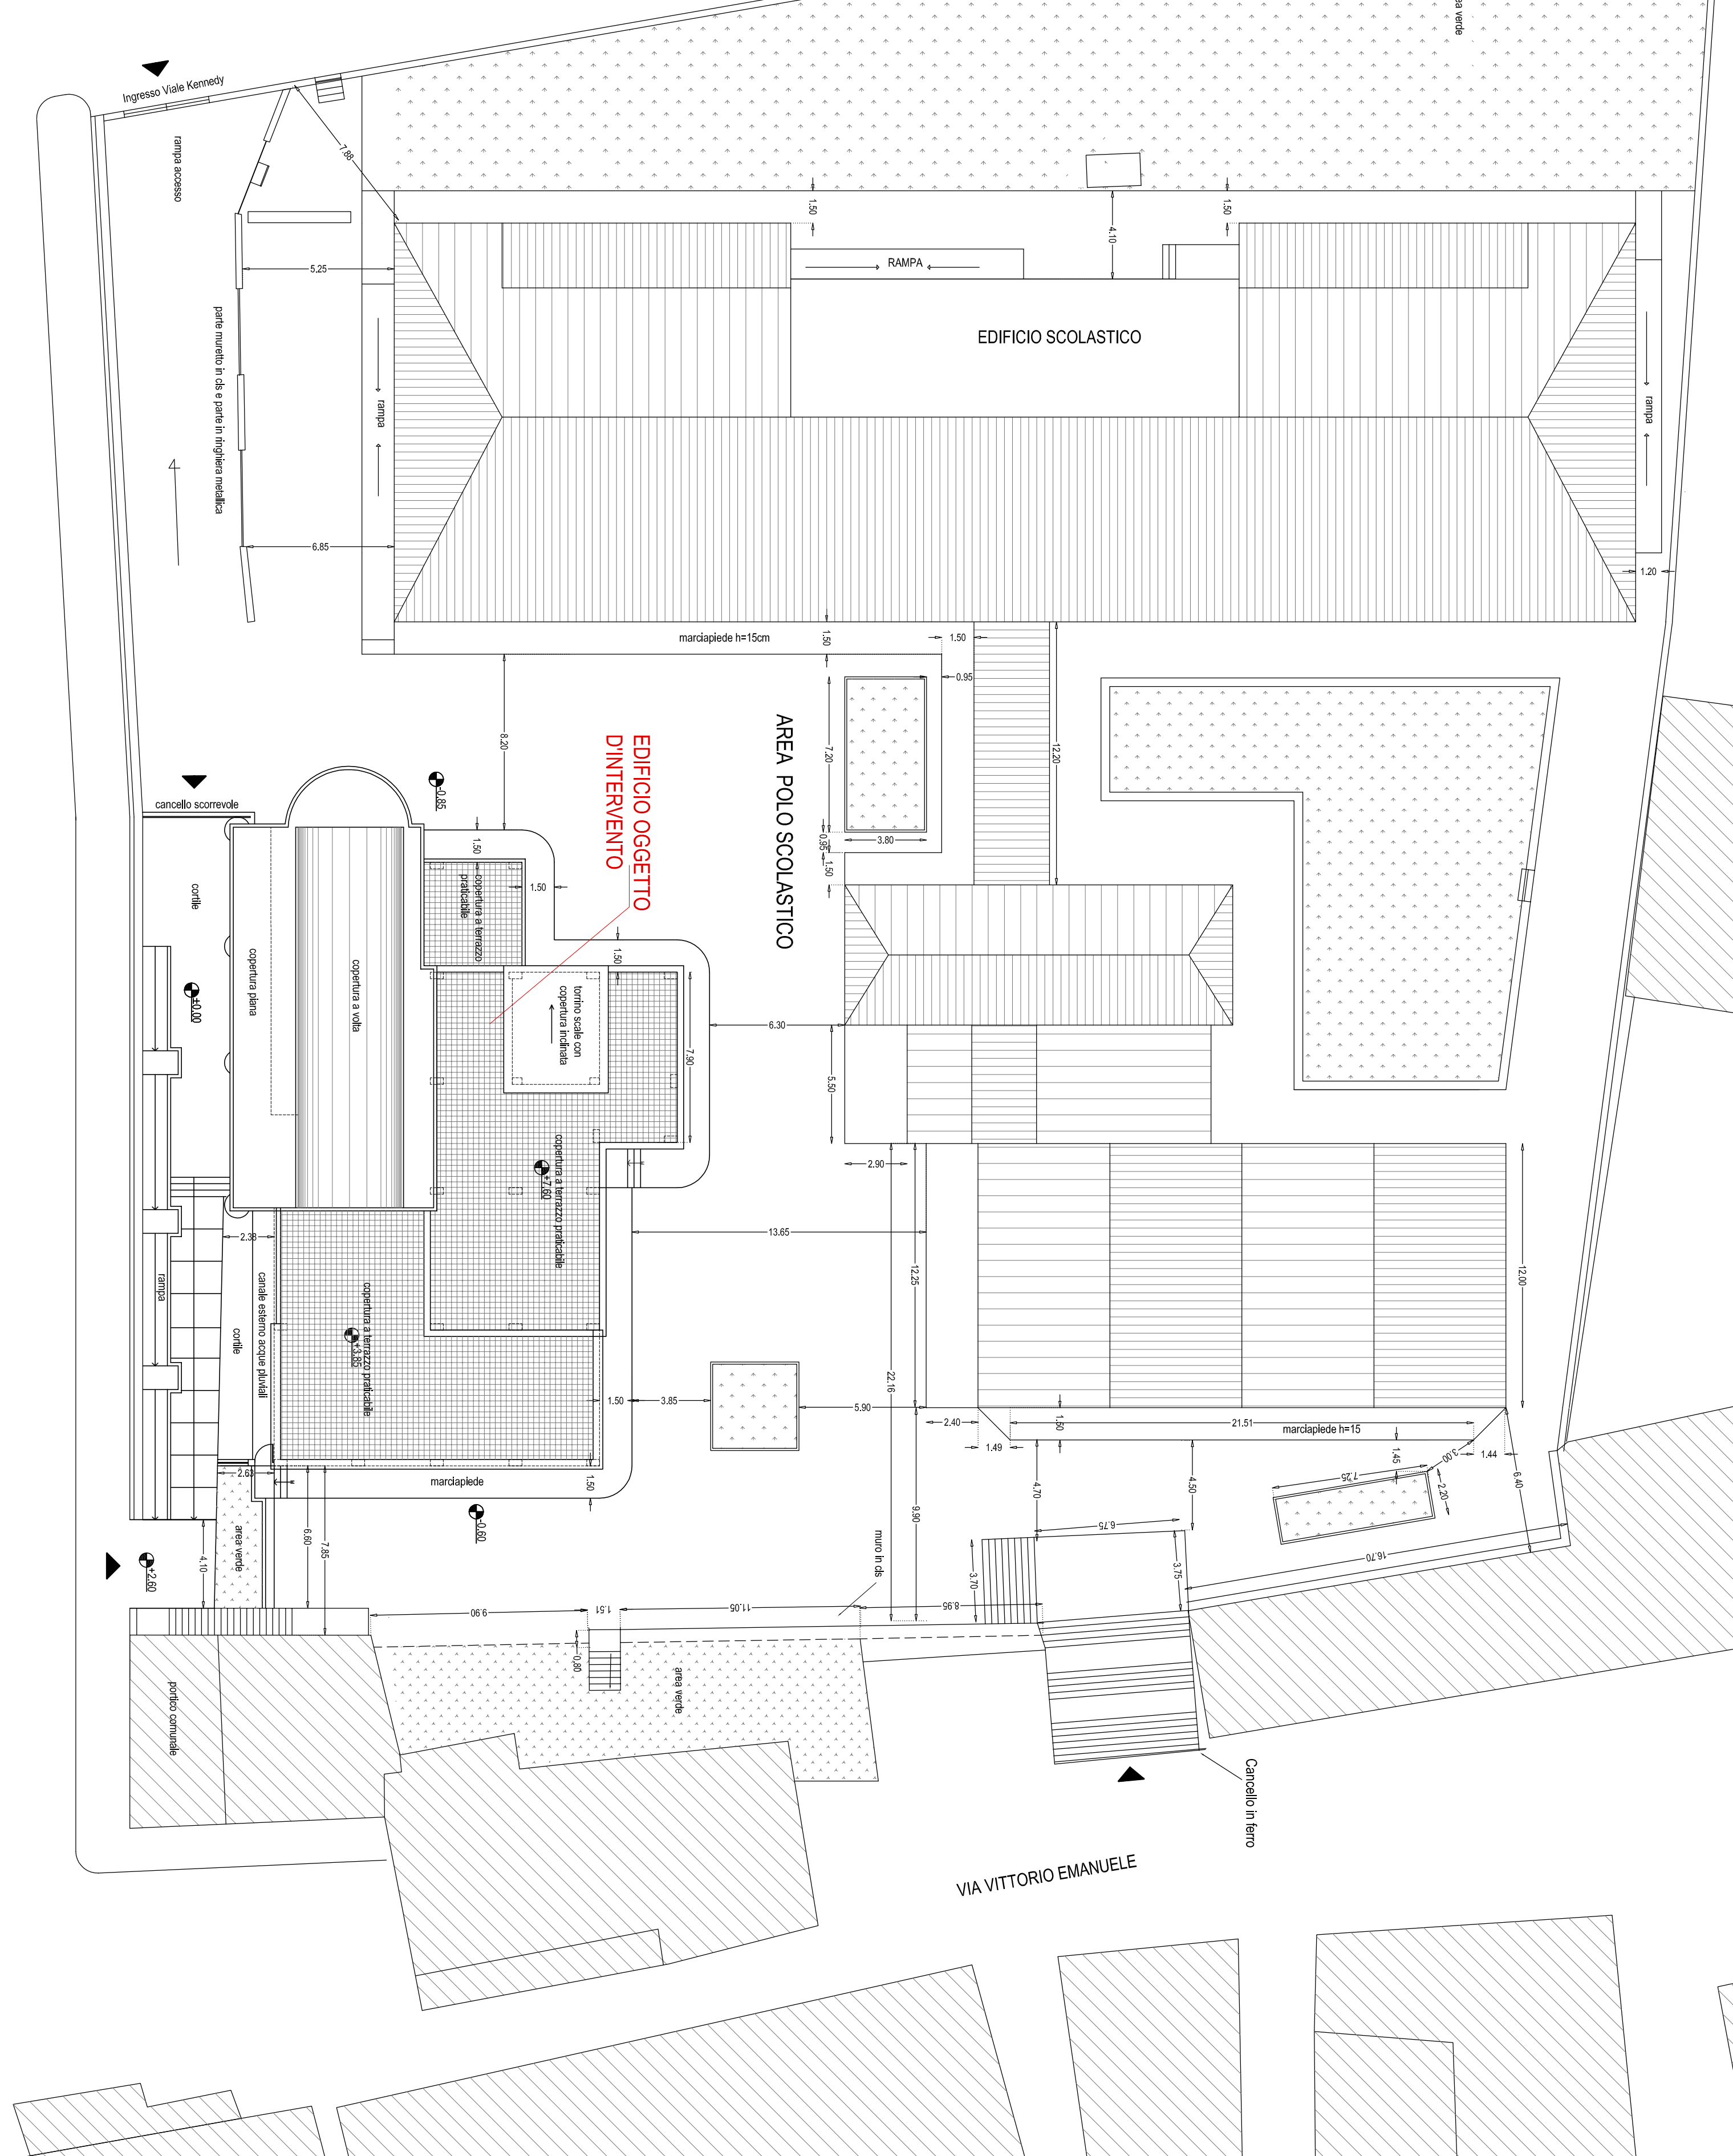 ea verde
Ingresso Viale Kennedy
rampa accesso
7.88
1.50
4.10
1.50
RAMPA
5.25
EDIFICIO SCOLASTICO
parte muretto in cls e parte in ringhiera metallica
rampa
rampa
6.85
1.20
marciapiede h=15cm
1.50
1.50
0.95
8.20
EDIFICIO OGGETTO
D'INTERVENTO
AREA POLO SCOLASTICO
7.20
12.20
-0.85
cancello scorrevole
3.80
0.95
1.50
1.50
1.50
copertura a terrazzo
praticabile
cortile
1.50
copertura piana
copertura a volta
torrino scale con
copertura inclinata
±0.00
6.30
7.90
5.50
copertura a terrazzo praticabile
+7.60
2.90
2.38
13.65
12.25
12.00
rampa
cortile
canale esterno acque pluviali
copertura a terrazzo praticabile
+3.85
22.16
1.50
3.85
5.90
2.40
1.50
21.51
marciapiede h=15
1.49
1.45
3.00
1.44
2.63
marciapiede
1.50
4.70
4.50
7.25
2.20
6.40
-0.60
9.90
6.75
area verde
6.60
7.85
muro in cls
4.10
+2.60
3.70
3.75
16.70
9.90
1.51
11.05
8.95
0.80
area verde
portico comunale
Cancello in ferro
VIA VITTORIO EMANUELE